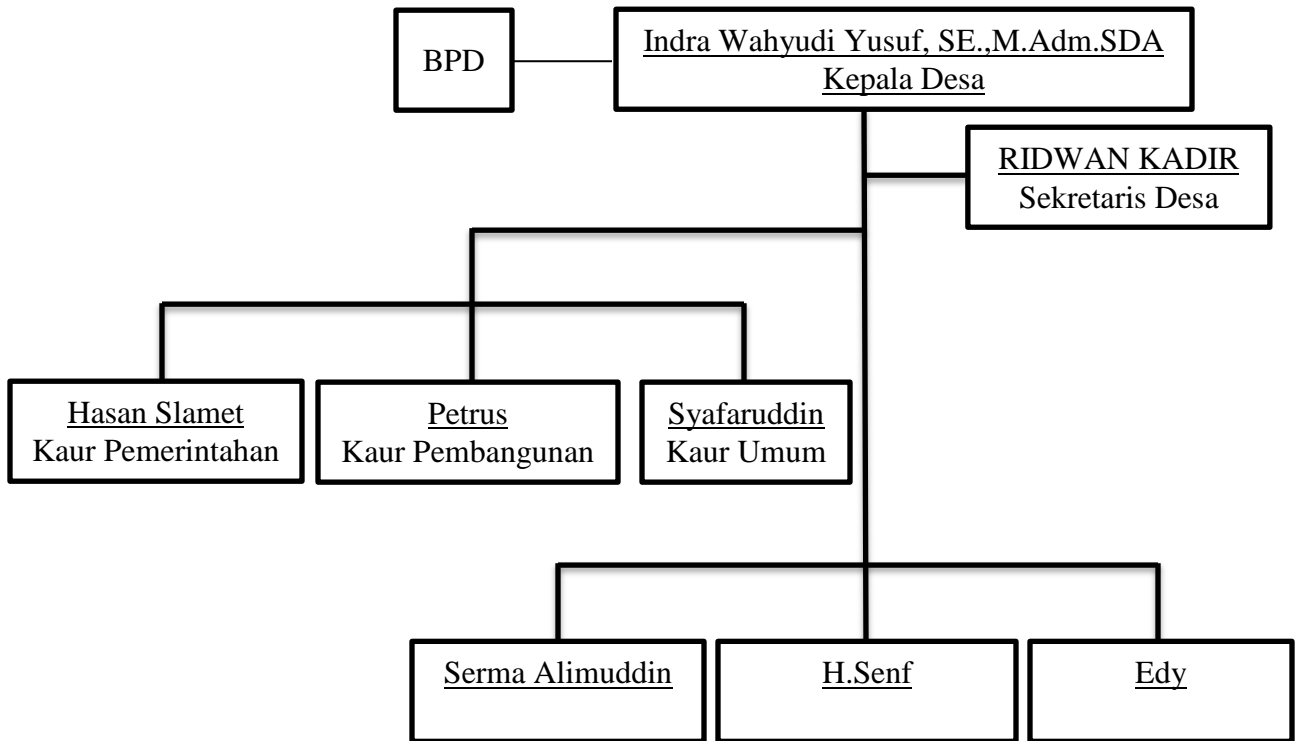 BPD
Indra Wahyudi Yusuf, SE.,M.Adm.SDA
Kepala Desa
RIDWAN KADIR
Sekretaris Desa
Hasan Slamet
Kaur Pemerintahan
Petrus
Kaur Pembangunan
Syafaruddin
Kaur Umum
Serma Alimuddin
H.Senf
Edy